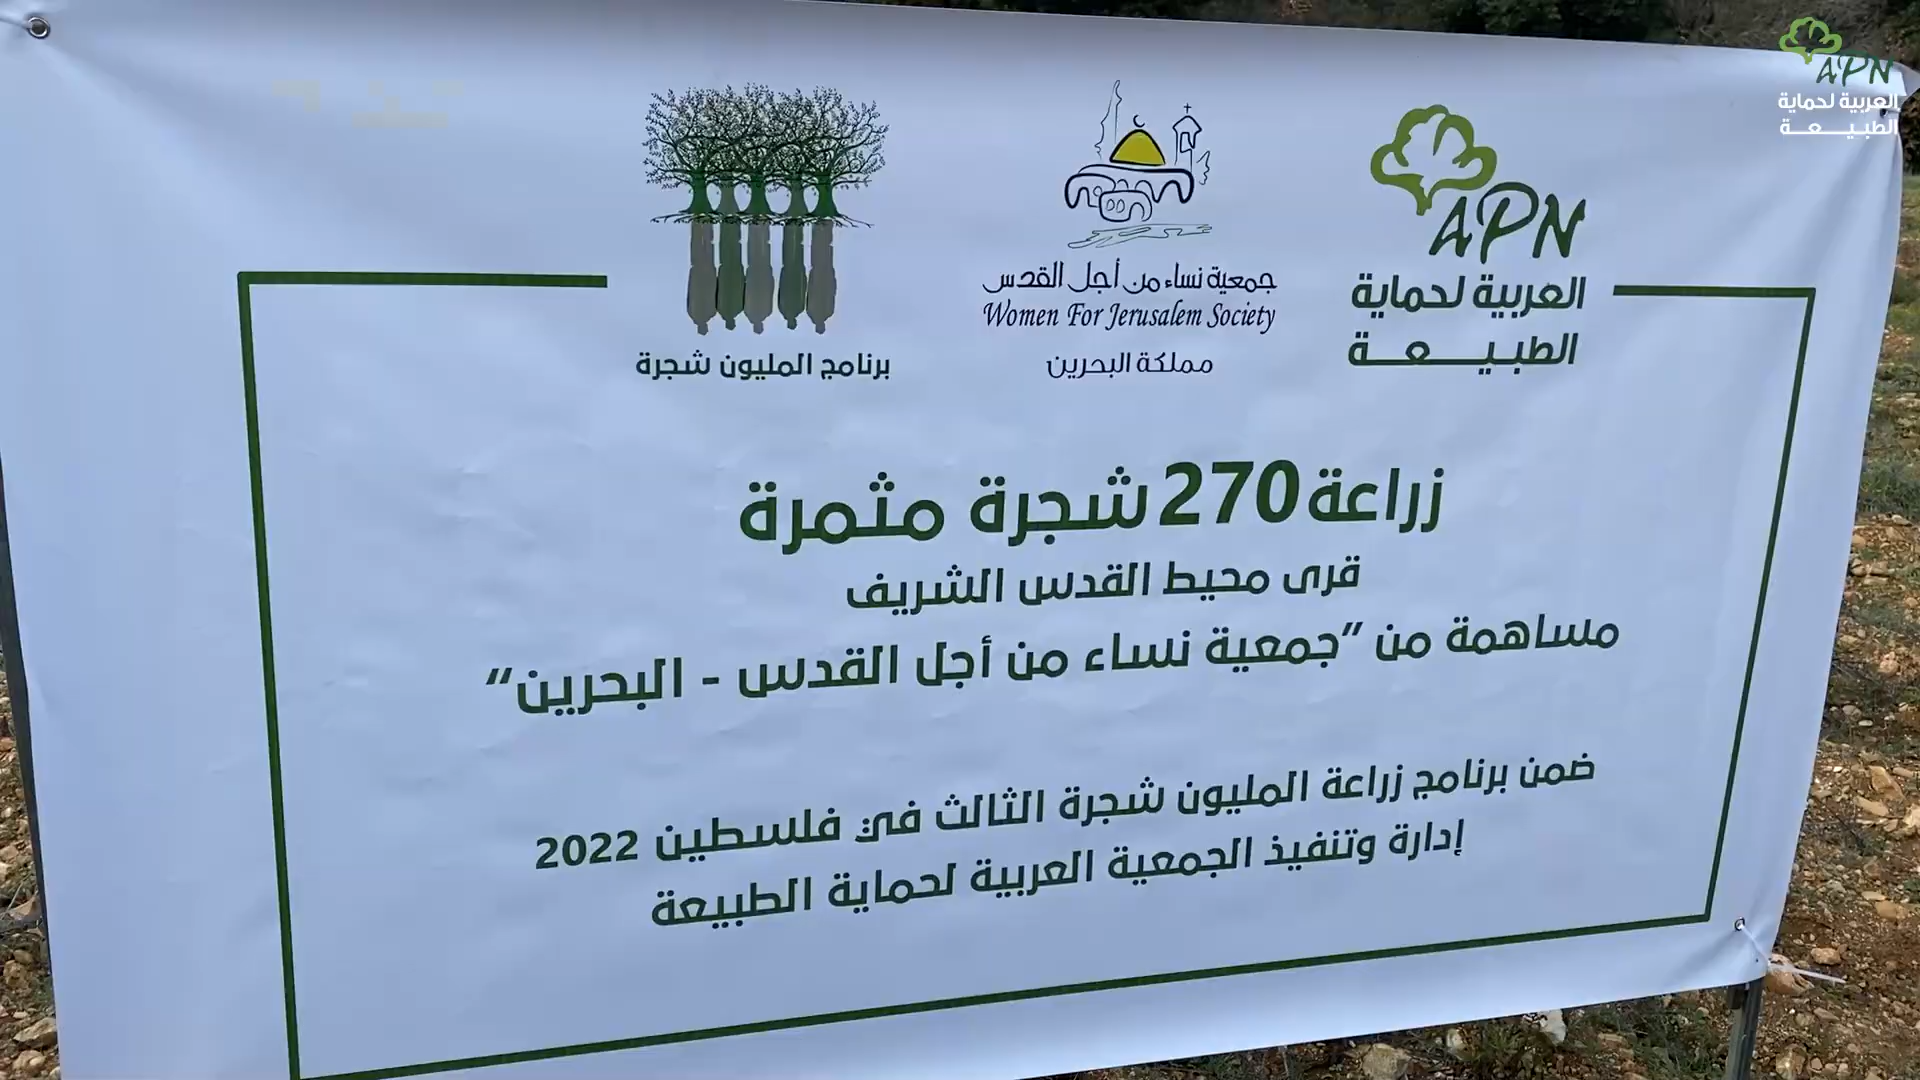 APN
العربية لحماية
الطبيعة
جمعية نساء من أجل القدس
Women For Jerusalem Society
مملكة البحرين
برنامج المليون شجرة
زراعة 270 شجرة مثمرة
قرى محيط القدس الشريف
مساهمة من "جمعية نساء من أجل القدس - البحرين"
ضمن برنامج زراعة المليون شجرة الثالث في فلسطين 2022
إدارة وتنفيذ الجمعية العربية لحماية الطبيعة
APN
العربية لحماية
الطبيعة